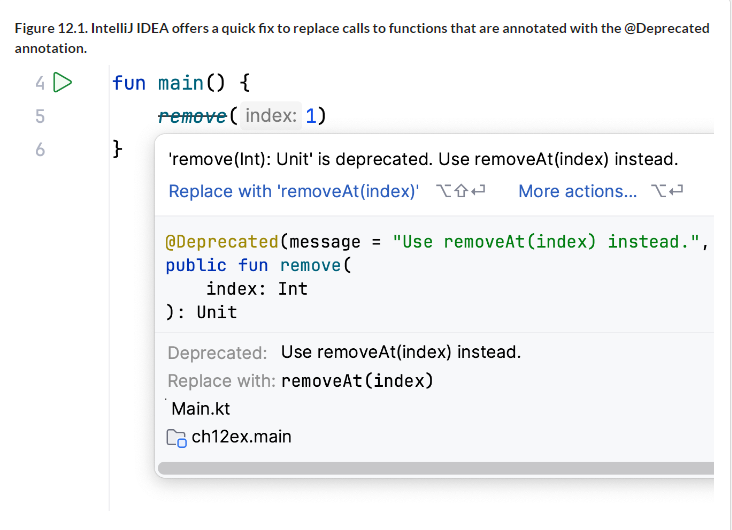 Figure 12.1. IntelliJ IDEA offers a quick fix to replace calls to functions that are annotated with the @Deprecated
annotation.
4 fun main() {
5 remove( index: 1)
6 }
'remove(Int): Unit' is deprecated. Use removeAt(index) instead.
Replace with 'removeAt(index)' ⌥⇧⏎ More actions... ⌥⏎
@Deprecated(message = "Use removeAt(index) instead.",
public fun remove(
index: Int
): Unit
Deprecated: Use removeAt(index) instead.
Replace with: removeAt(index)
Main.kt
ch12ex.main